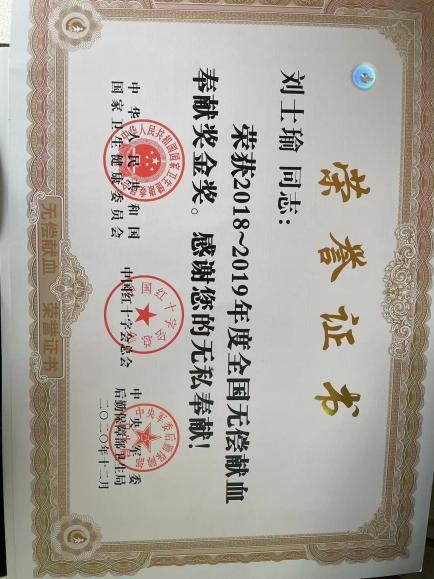 荣誉证书
刘士瑜 同志：
荣获2018~2019年度全国无偿献血
奉献奖金奖。感谢您的无私奉献！
中华人民共和国
国家卫生健康委员会
中国红十字会总会
中央军委
后勤保障部卫生局
二〇二〇年十二月
无偿献血 荣誉证书